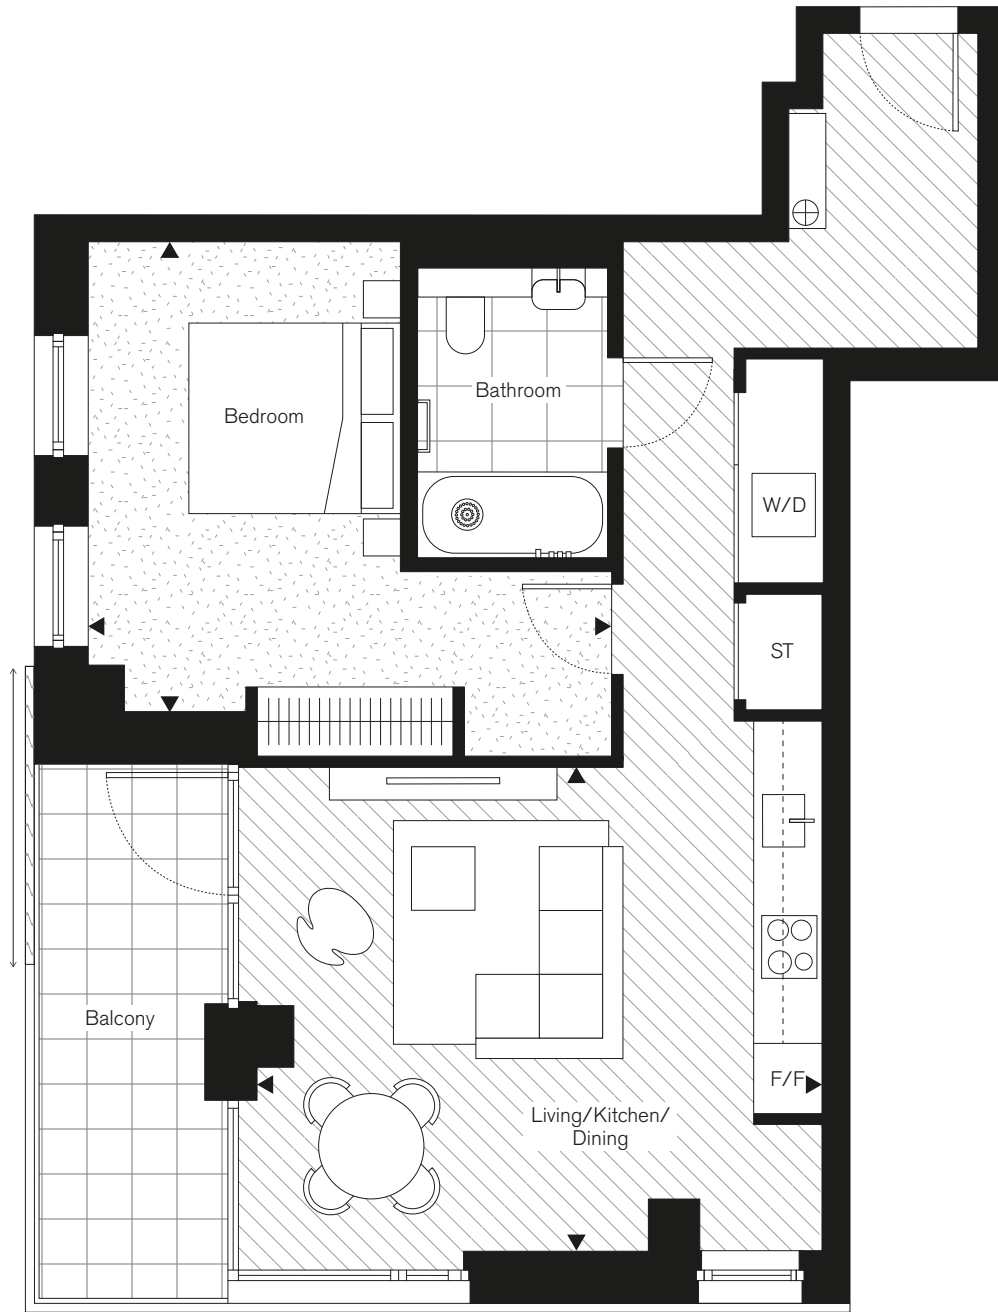 Bathroom
Bedroom
W/D
ST
Balcony
F/F
Living/Kitchen/
Dining